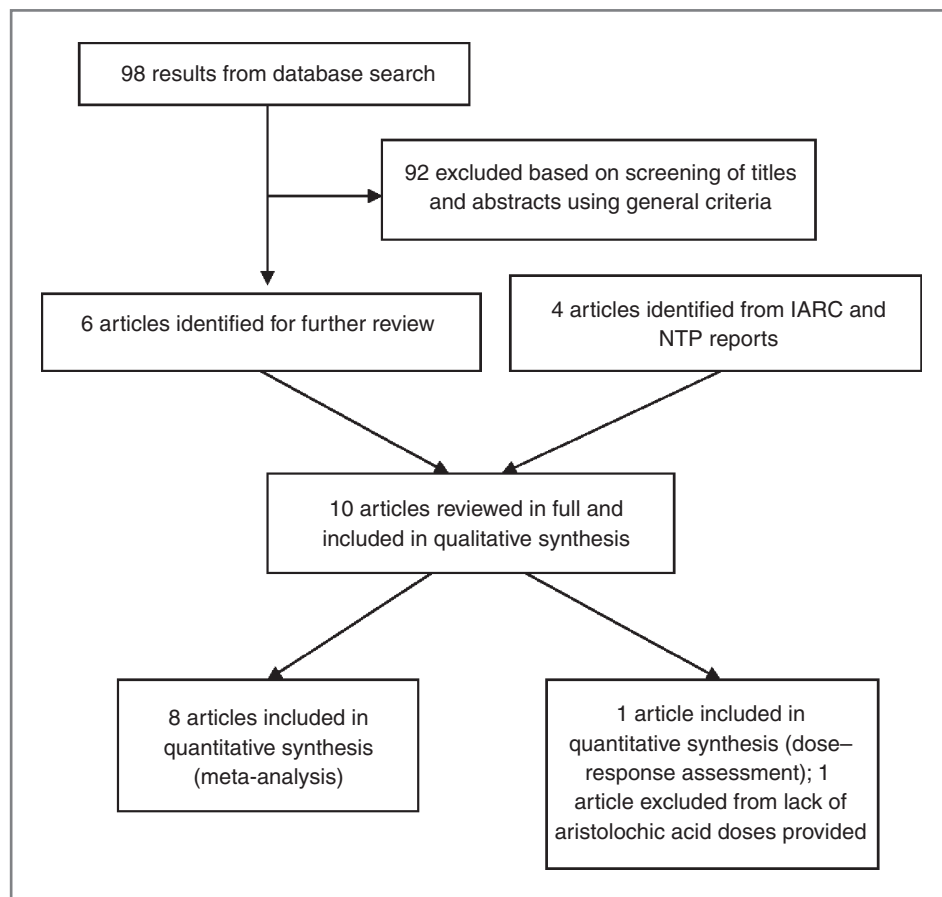 98 results from database search
92 excluded based on screening of titles
and abstracts using general criteria
6 articles identified for further review
4 articles identified from IARC and
NTP reports
10 articles reviewed in full and
included in qualitative synthesis
8 articles included in
quantitative synthesis
(meta-analysis)
1 article included in
quantitative synthesis (dose–
response assessment); 1
article excluded from lack of
aristolochic acid doses provided